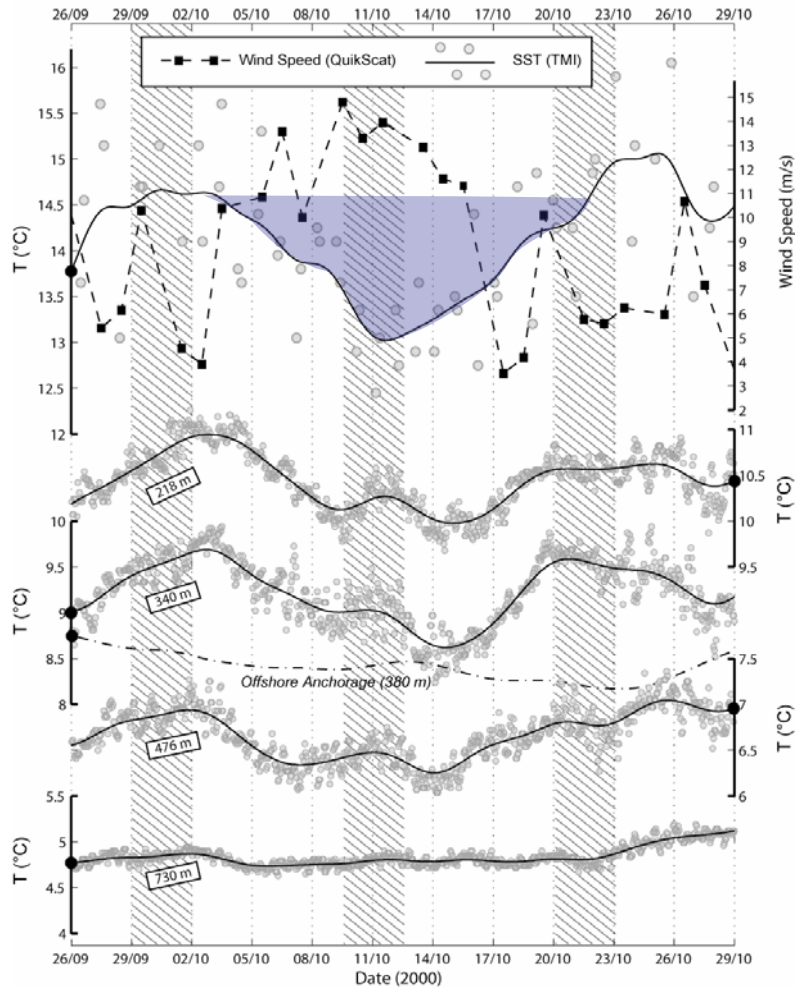 26/09 29/09 02/10 05/10 08/10 11/10 14/10 17/10 20/10 23/10 26/10 29/10
Wind Speed (QuikScat) SST (TMI)
16
15.5
15
14.5
14
13.5
13
12.5
12
T (°C)
15
14
13
12
11
10
9
8
7
6
5
4
3
2
Wind Speed (m/s)
218 m
11
10.5
10
9.5
T (°C)
10
9.5
9
8.5
8
T (°C)
340 m
Offshore Anchorage (380 m)
476 m
7.5
7
6.5
6
T (°C)
5.5
5
4.5
4
T (°C)
730 m
26/09 29/09 02/10 05/10 08/10 11/10 14/10 17/10 20/10 23/10 26/10 29/10
Date (2000)